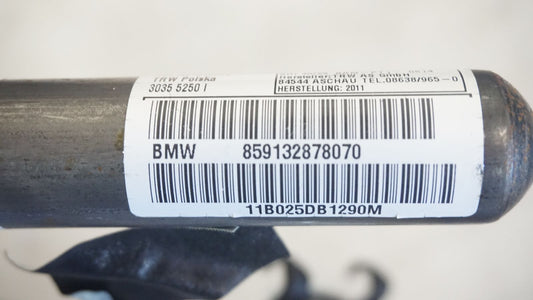 TRW Polska
3035 5250 I
Hersteller: TRW AS GmbH
84544 ASCHAU TEL.08638/965-0
HERSTELLUNG: 2011
BMW 859132878070
11B025DB1290M